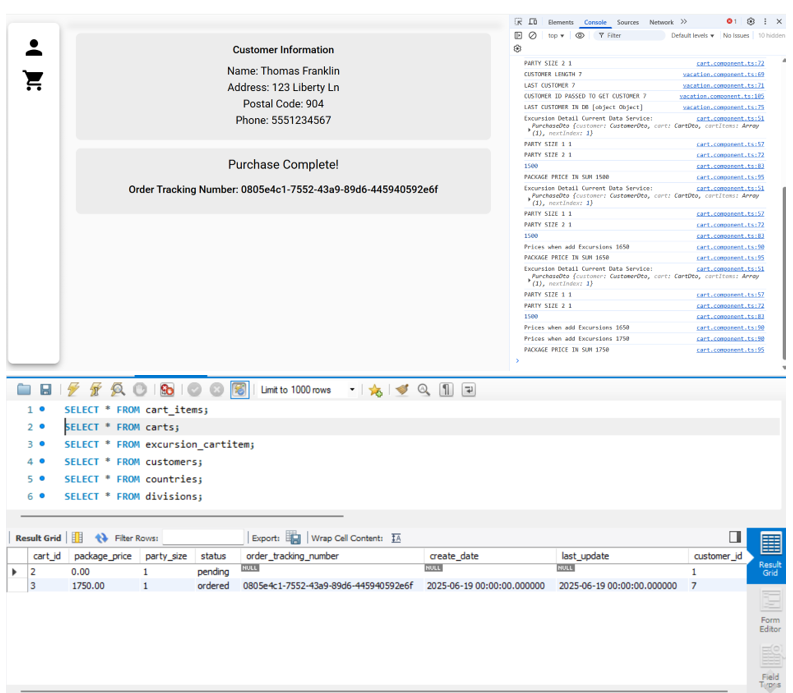 Customer Information
Name: Thomas Franklin
Address: 123 Liberty Ln
Postal Code: 904
Phone: 5551234567
Purchase Complete!
Order Tracking Number: 0805e4c1-7552-43a9-89d6-445940592e6f
Elements Console Sources Network 1
top Filter Default levels No Issues 10 hidden
PARTY SIZE 2 1 cart.component.ts:72
CUSTOMER LENGTH 7 vacation.component.ts:69
LAST CUSTOMER 7 vacation.component.ts:71
CUSTOMER ID PASSED TO GET CUSTOMER 7 vacation.component.ts:105
LAST CUSTOMER IN DB [object Object] vacation.component.ts:75
Excursion Detail Current Data Service: cart.component.ts:51
PurchaseDto {customer: CustomerDto, cart: CartDto, cartItems: Array
(1), nextIndex: 1}
PARTY SIZE 1 1 cart.component.ts:57
PARTY SIZE 2 1 cart.component.ts:72
1500 cart.component.ts:83
PACKAGE PRICE IN SUM 1500 cart.component.ts:95
Excursion Detail Current Data Service: cart.component.ts:51
PurchaseDto {customer: CustomerDto, cart: CartDto, cartItems: Array
(1), nextIndex: 1}
PARTY SIZE 1 1 cart.component.ts:57
PARTY SIZE 2 1 cart.component.ts:72
1500 cart.component.ts:83
Prices when add Excursions 1650 cart.component.ts:90
PACKAGE PRICE IN SUM 1650 cart.component.ts:95
Excursion Detail Current Data Service: cart.component.ts:51
PurchaseDto {customer: CustomerDto, cart: CartDto, cartItems: Array
(1), nextIndex: 1}
PARTY SIZE 1 1 cart.component.ts:57
PARTY SIZE 2 1 cart.component.ts:72
1500 cart.component.ts:83
Prices when add Excursions 1650 cart.component.ts:90
Prices when add Excursions 1750 cart.component.ts:90
PACKAGE PRICE IN SUM 1750 cart.component.ts:95
Limit to 1000 rows
1 SELECT * FROM cart_items;
2 SELECT * FROM carts;
3 SELECT * FROM excursion_cartitem;
4 SELECT * FROM customers;
5 SELECT * FROM countries;
6 SELECT * FROM divisions;
Result Grid Filter Rows: Export: Wrap Cell Content:
cart_id package_price party_size status order_tracking_number create_date last_update customer_id
2 0.00 1 pending NULL NULL NULL 1
3 1750.00 1 ordered 0805e4c1-7552-43a9-89d6-445940592e6f 2025-06-19 00:00:00.000000 2025-06-19 00:00:00.000000 7
Result
Grid
Form
Editor
Field
Types